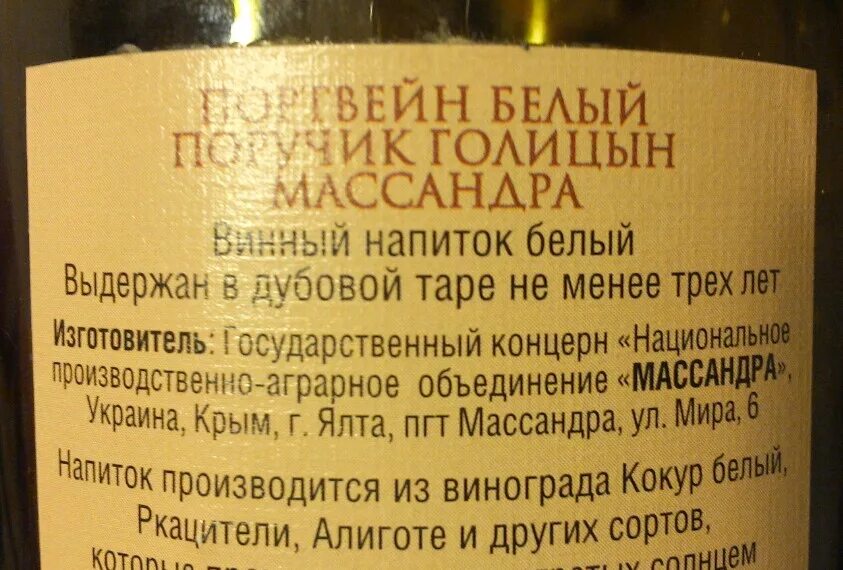 ПОРТВЕЙН БЕЛЫЙ
ПОРУЧИК ГОЛИЦЫН
МАССАНДРА
Винный напиток белый
Выдержан в дубовой таре не менее трех лет
Изготовитель: Государственный концерн «Национальное
производственно-аграрное объединение «МАССАНДРА»,
Украина, Крым, г. Ялта, пгт Массандра, ул. Мира, 6
Напиток производится из винограда Кокур белый,
Ркацители, Алиготе и других сортов,
которые солнцем